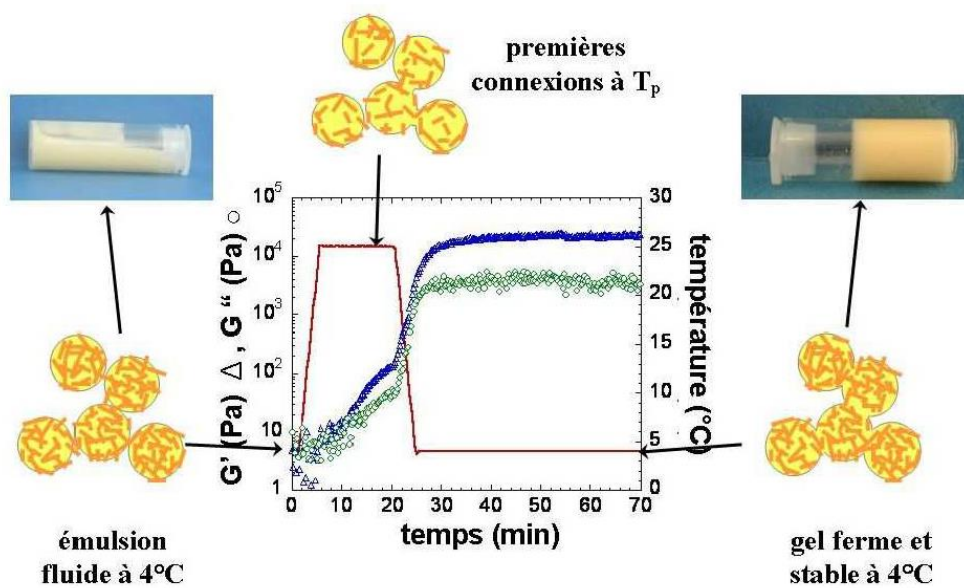 premières
connexions à Tp
10⁵
10⁴
10³
10²
10
1
G' (Pa) △ , G “ (Pa) ○
30
25
20
15
10
5
0
température (°C)
0 10 20 30 40 50 60 70
temps (min)
émulsion
fluide à 4°C
gel ferme et
stable à 4°C